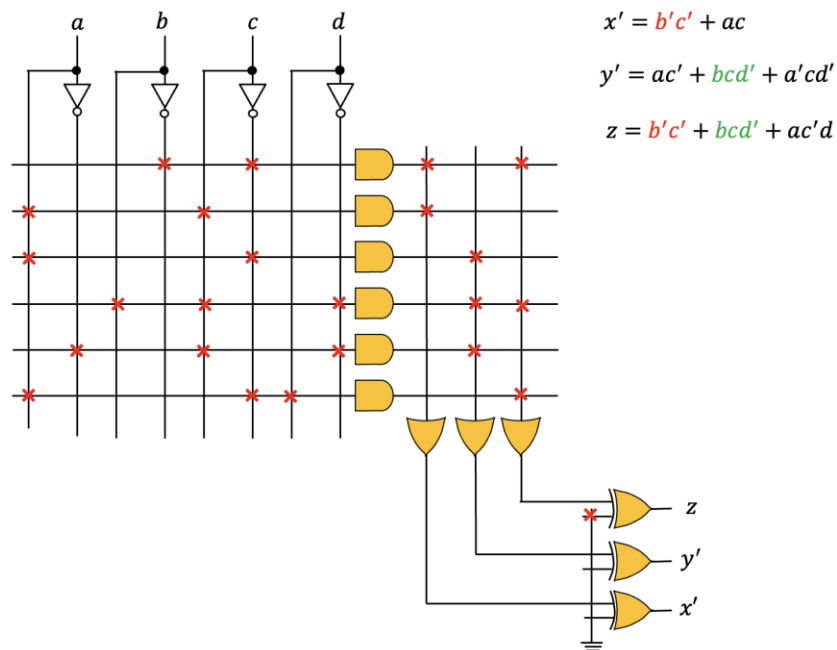 a b c d
x′ = b′c′ + ac
y′ = ac′ + bcd′ + a′cd′
z = b′c′ + bcd′ + ac′d
z
y′
x′